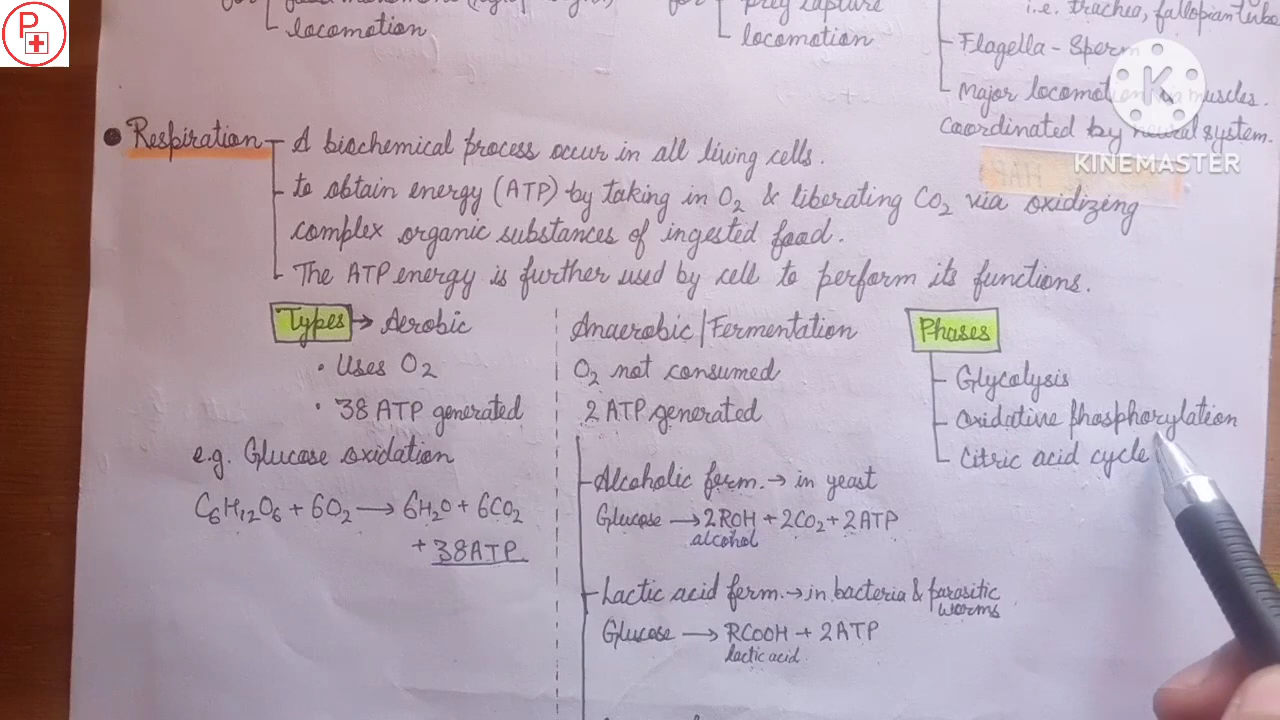 P
locomotion
prey capture
locomotion
i.e. trachea, fallopian tube
Flagella - Sperm
Major locomotion via muscles.
coordinated by neural system.
K
KINEMASTER
Respiration - A biochemical process occur in all living cells.
to obtain energy (ATP) by taking in O2 & liberating CO2 via oxidizing
complex organic substances of ingested food.
The ATP energy is further used by cell to perform its functions.
Types → Aerobic
• Uses O2
• 38 ATP generated
e.g. Glucose oxidation
C6H12O6 + 6O2 → 6H2O + 6CO2
+ 38ATP
Anaerobic/Fermentation
O2 not consumed
2 ATP generated
Alcoholic ferm. → in yeast
Glucose → 2ROH + 2CO2 + 2ATP
alcohol
Lactic acid ferm. → in bacteria & parasitic
worms
Glucose → RCOOH + 2ATP
lactic acid
Phases
Glycolysis
Oxidative phosphorylation
Citric acid cycle